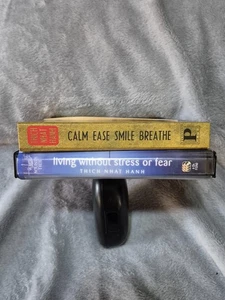 CALM EASE SMILE BREATHE P
living without stress or fear
THICH NHAT HANH